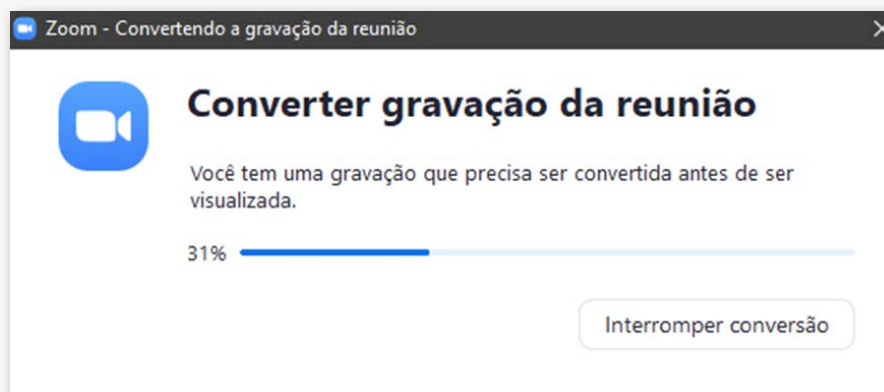 Zoom - Convertendo a gravação da reunião
Converter gravação da reunião
Você tem uma gravação que precisa ser convertida antes de ser
visualizada.
31%
Interromper conversão